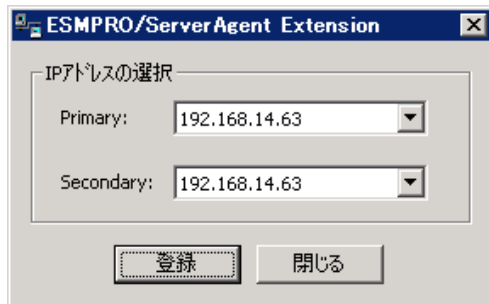 ESMPRO/ServerAgent Extension
IPｱﾄﾞﾚｽの選択
Primary: 192.168.14.63
Secondary: 192.168.14.63
登録 閉じる